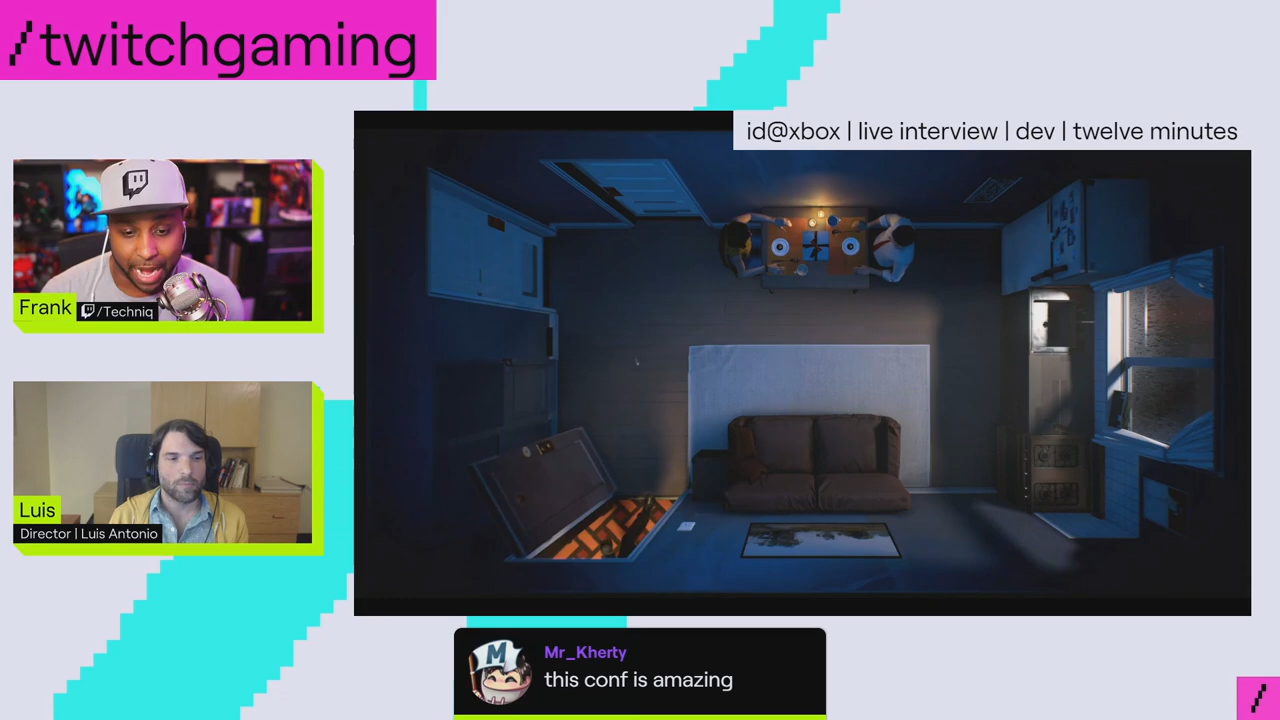 /twitchgaming
id@xbox | live interview | dev | twelve minutes
Frank
/Techniq
Luis
Director | Luis Antonio
M
Mr_Kherty
this conf is amazing
/